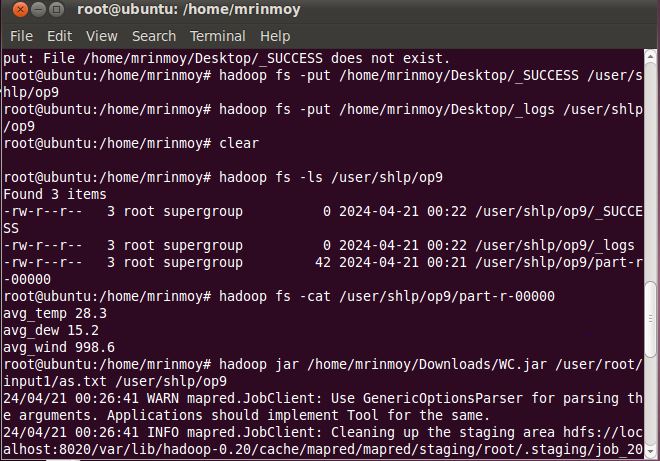 root@ubuntu: /home/mrinmoy
File Edit View Search Terminal Help
put: File /home/mrinmoy/Desktop/_SUCCESS does not exist.
root@ubuntu:/home/mrinmoy# hadoop fs -put /home/mrinmoy/Desktop/_SUCCESS /user/s
hlp/op9
root@ubuntu:/home/mrinmoy# hadoop fs -put /home/mrinmoy/Desktop/_logs /user/shlp
/op9
root@ubuntu:/home/mrinmoy# clear
root@ubuntu:/home/mrinmoy# hadoop fs -ls /user/shlp/op9
Found 3 items
-rw-r--r--   3 root supergroup          0 2024-04-21 00:22 /user/shlp/op9/_SUCCE
SS
-rw-r--r--   3 root supergroup          0 2024-04-21 00:22 /user/shlp/op9/_logs
-rw-r--r--   3 root supergroup         42 2024-04-21 00:21 /user/shlp/op9/part-r
-00000
root@ubuntu:/home/mrinmoy# hadoop fs -cat /user/shlp/op9/part-r-00000
avg_temp 28.3
avg_dew 15.2
avg_wind 998.6
root@ubuntu:/home/mrinmoy# hadoop jar /home/mrinmoy/Downloads/WC.jar /user/root/
input1/as.txt /user/shlp/op9
24/04/21 00:26:41 WARN mapred.JobClient: Use GenericOptionsParser for parsing th
e arguments. Applications should implement Tool for the same.
24/04/21 00:26:41 INFO mapred.JobClient: Cleaning up the staging area hdfs://loc
alhost:8020/var/lib/hadoop-0.20/cache/mapred/mapred/staging/root/.staging/job_20